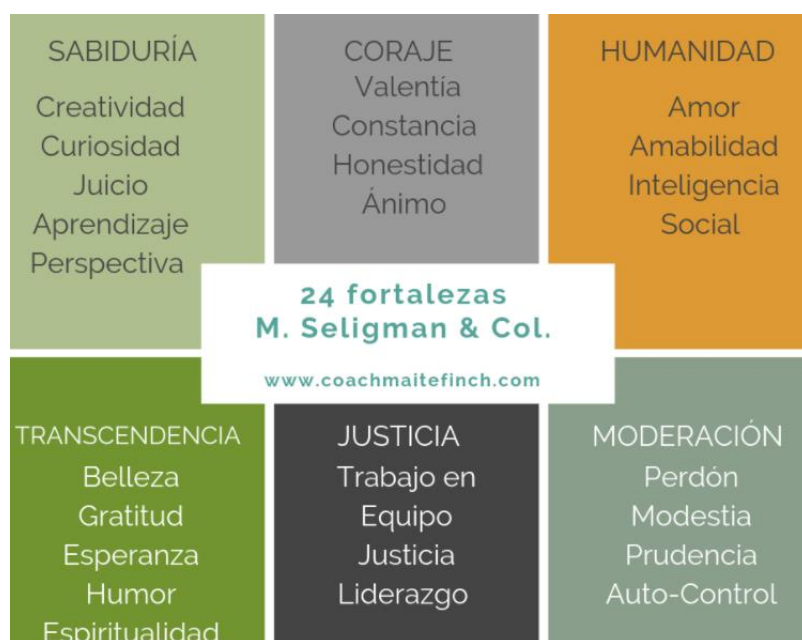 SABIDURÍA
Creatividad
Curiosidad
Juicio
Aprendizaje
Perspectiva
CORAJE
Valentía
Constancia
Honestidad
Ánimo
HUMANIDAD
Amor
Amabilidad
Inteligencia
Social
24 fortalezas
M. Seligman & Col.
www.coachmaitefinch.com
TRANSCENDENCIA
Belleza
Gratitud
Esperanza
Humor
Espiritualidad
JUSTICIA
Trabajo en
Equipo
Justicia
Liderazgo
MODERACIÓN
Perdón
Modestia
Prudencia
Auto-Control